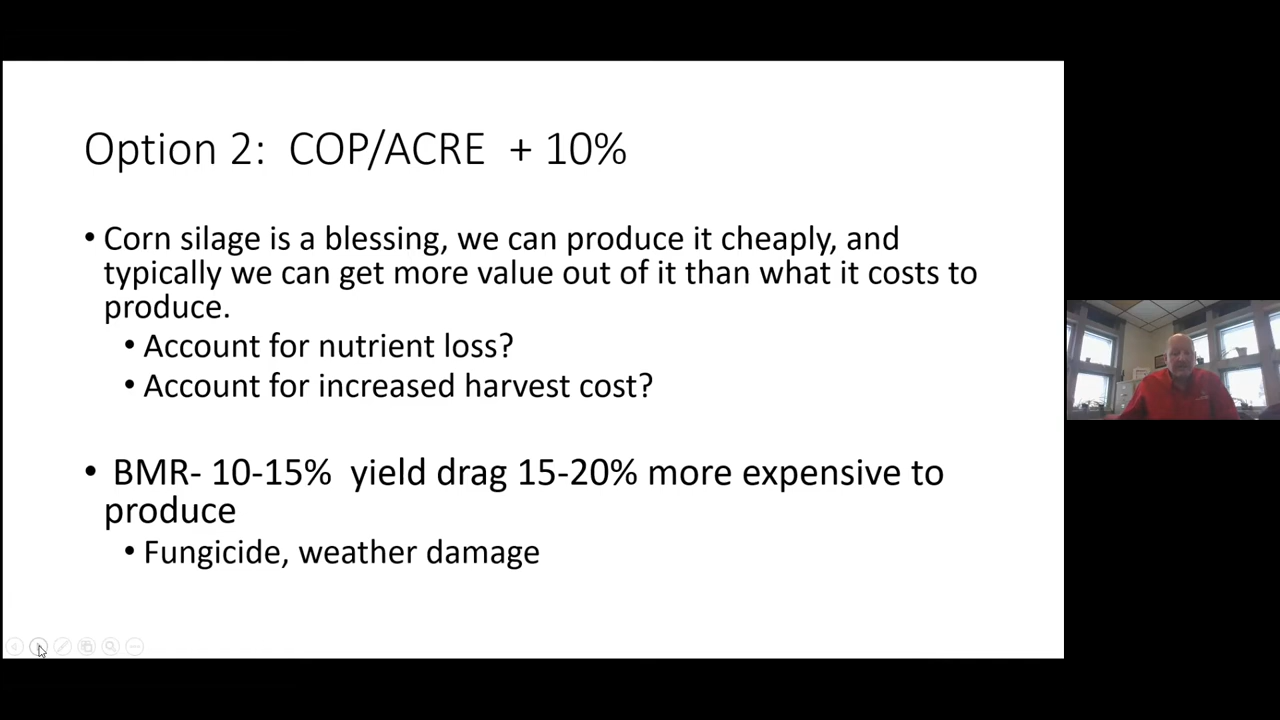 Option 2:  COP/ACRE  + 10%
• Corn silage is a blessing, we can produce it cheaply, and
typically we can get more value out of it than what it costs to
produce.
• Account for nutrient loss?
• Account for increased harvest cost?
• BMR- 10-15%  yield drag 15-20% more expensive to
produce
• Fungicide, weather damage